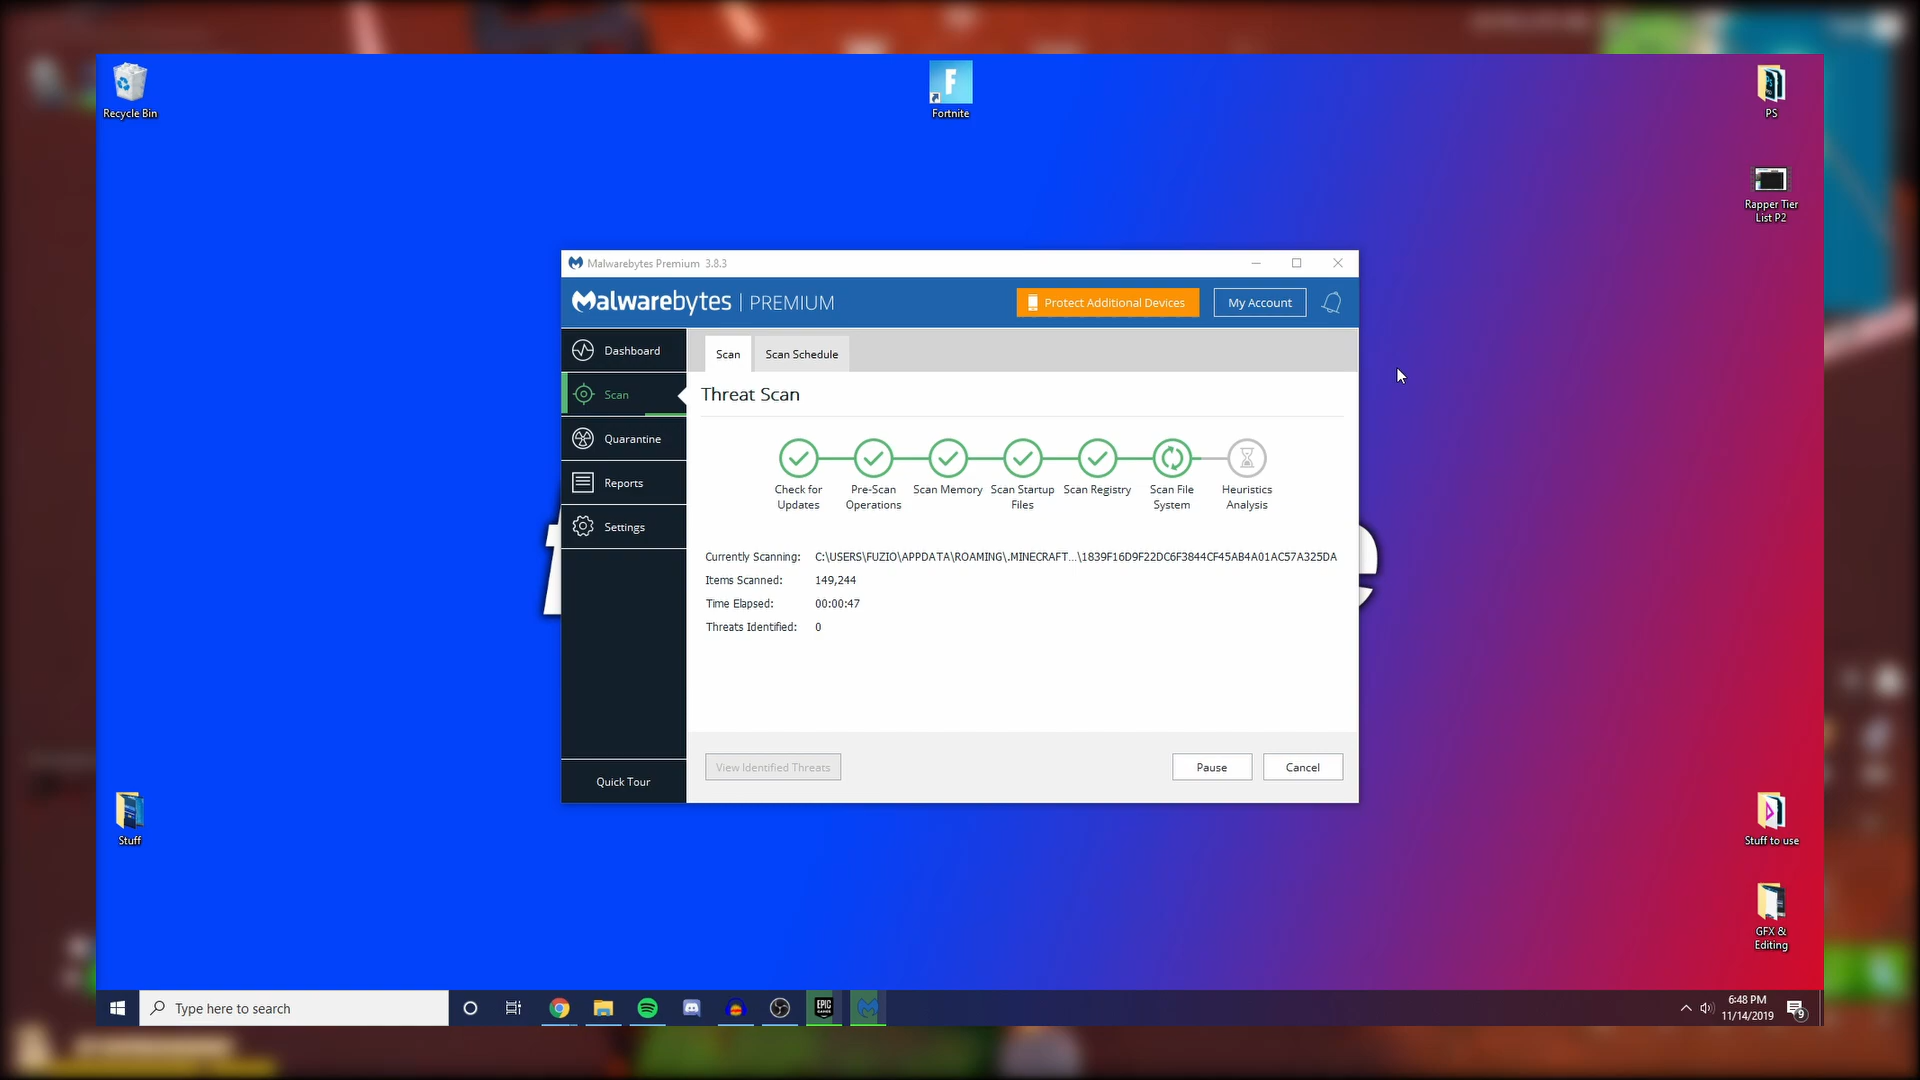 Recycle Bin
Fortnite
PS
Rapper Tier
List P2
Malwarebytes Premium 3.8.3
Malwarebytes | PREMIUM
Protect Additional Devices
My Account
Dashboard
Scan
Quarantine
Reports
Settings
Quick Tour
Scan
Scan Schedule
Threat Scan
Check for
Updates
Pre-Scan
Operations
Scan Memory
Scan Startup
Files
Scan Registry
Scan File
System
Heuristics
Analysis
Currently Scanning: C:\USERS\FUZIO\APPDATA\ROAMING\.MINECRAFT...\1839F16D9F22DC6F3844CF45AB4A01AC57A325DA
Items Scanned: 149,244
Time Elapsed: 00:00:47
Threats Identified: 0
View Identified Threats
Pause
Cancel
Stuff
Stuff to use
GFX &
Editing
Type here to search
EPIC
GAMES
6:48 PM
11/14/2019
9